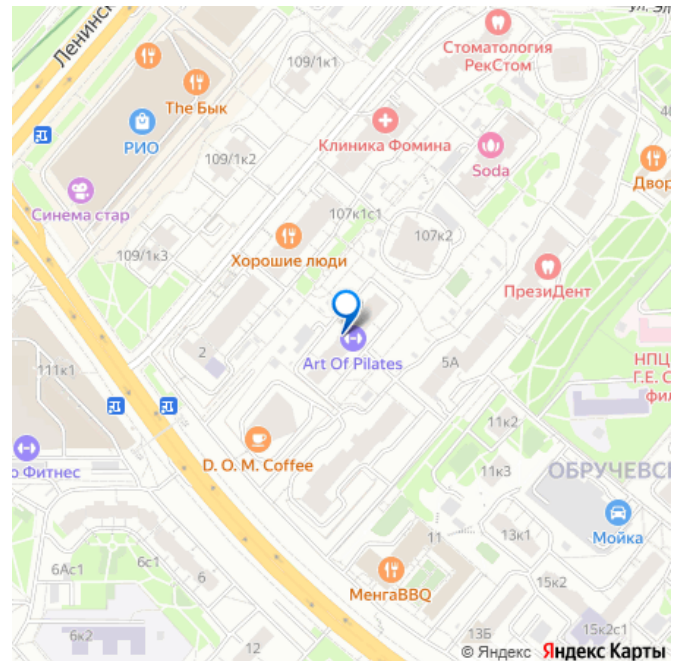 Ленинск
ул. Эл
Стоматология
РекСтом
109/1к1
The Бык
РИО
109/1к2
Клиника Фомина
Soda
Двор
Синема стар
107к1с1
107к2
109/1к3
Хорошие люди
ПрезиДент
Art Of Pilates
2
5А
НПЦ
Г.Е. С
фил
111к1
11к2
D. O. M. Coffee
о Фитнес
11к3
ОБРУЧЕВС
Мойка
13к1
11
6Ас1
6с1
6
МенгаBBQ
15к2
6к2
12
13Б
15к2с1
© Яндекс Яндекс Карты